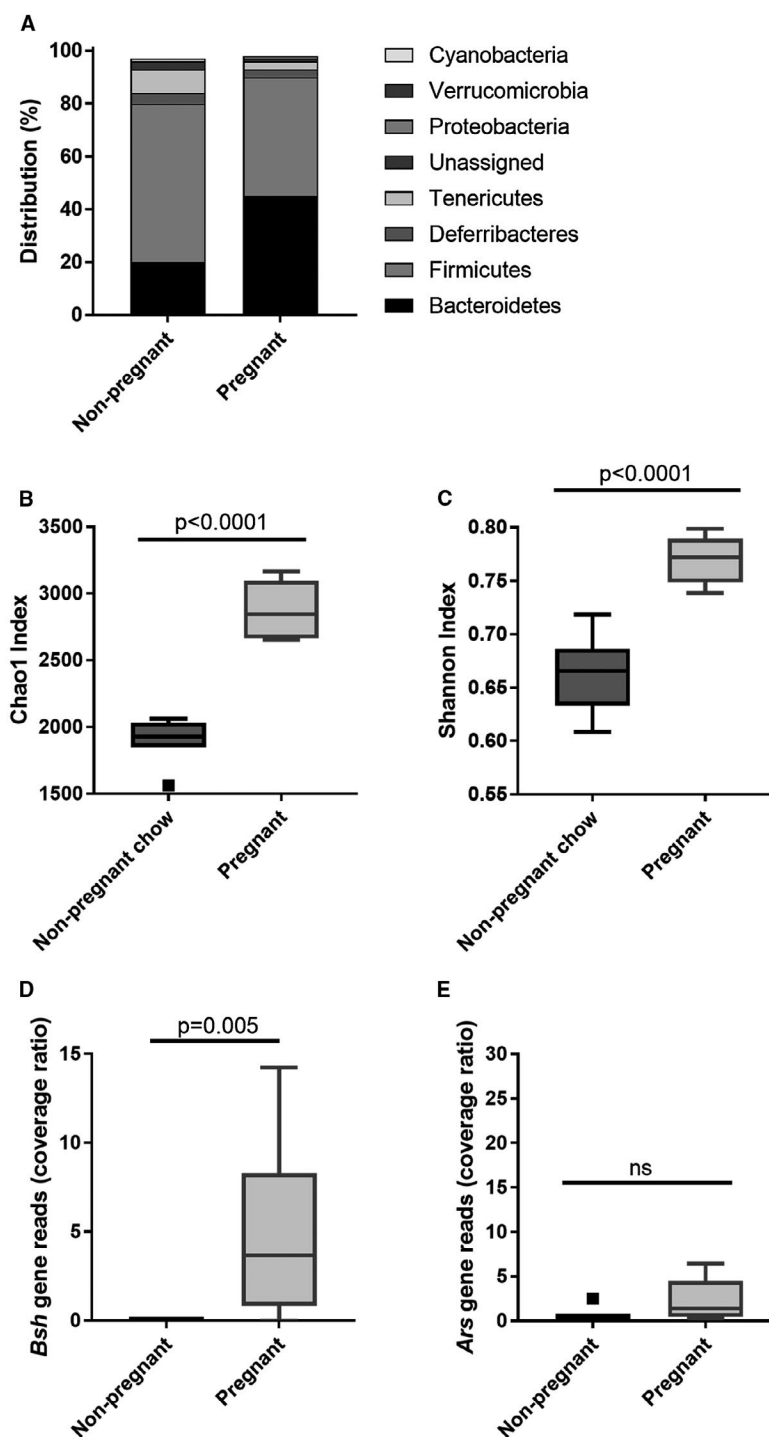 A
Distribution (%)
100
80
60
40
20
0
Non-pregnant
Pregnant
Cyanobacteria
Verrucomicrobia
Proteobacteria
Unassigned
Tenericutes
Deferribacteres
Firmicutes
Bacteroidetes
B
p<0.0001
Chao1 Index
3500
3000
2500
2000
1500
Non-pregnant chow
Pregnant
C
p<0.0001
Shannon Index
0.80
0.75
0.70
0.65
0.60
0.55
Non-pregnant chow
Pregnant
D
p=0.005
Bsh gene reads (coverage ratio)
15
10
5
0
Non-pregnant
Pregnant
E
Ars gene reads (coverage ratio)
30
25
20
15
10
5
0
ns
Non-pregnant
Pregnant